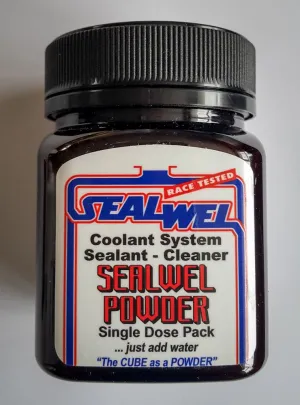 RACE TESTED
SEALWEL
Coolant System
Sealant - Cleaner
SEALWEL
POWDER
Single Dose Pack
... just add water
"The CUBE as a POWDER"